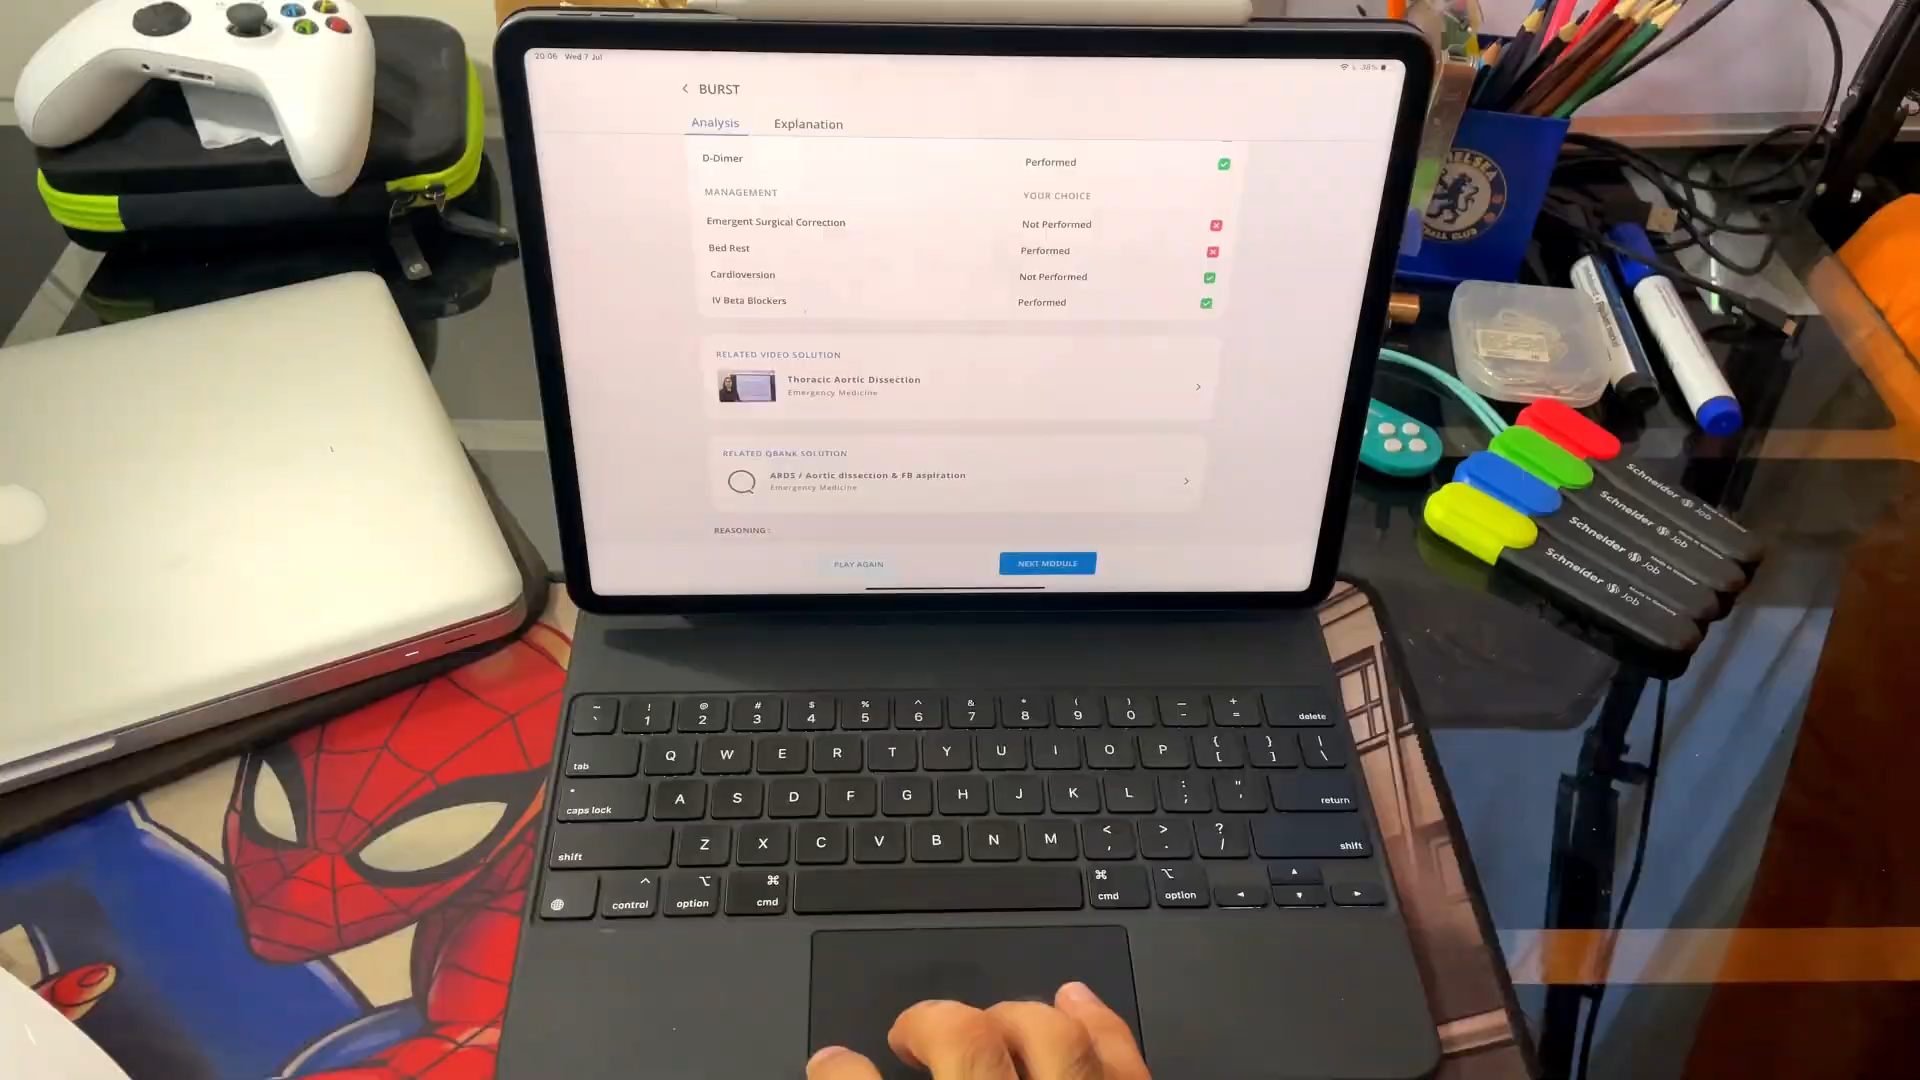 20:06 Wed 7 Jul
BURST
Analysis
Explanation
D-Dimer
Performed
MANAGEMENT
YOUR CHOICE
Emergent Surgical Correction
Not Performed
Bed Rest
Performed
Cardioversion
Not Performed
IV Beta Blockers
Performed
RELATED VIDEO SOLUTION
Thoracic Aortic Dissection
Emergency Medicine
RELATED QBANK SOLUTION
ARDS / Aortic dissection & FB aspiration
Emergency Medicine
REASONING :
PLAY AGAIN
NEXT MODULE
Schneider Job
Schneider Job
Schneider Job
Schneider Job
~ ! @ # $ % ^ & * ( ) — +
` 1 2 3 4 5 6 7 8 9 0 - = delete
tab Q W E R T Y U I O P { [ } ] | \
caps lock A S D F G H J K L : ; " ' return
shift Z X C V B N M < , > . ? / shift
control option cmd cmd option